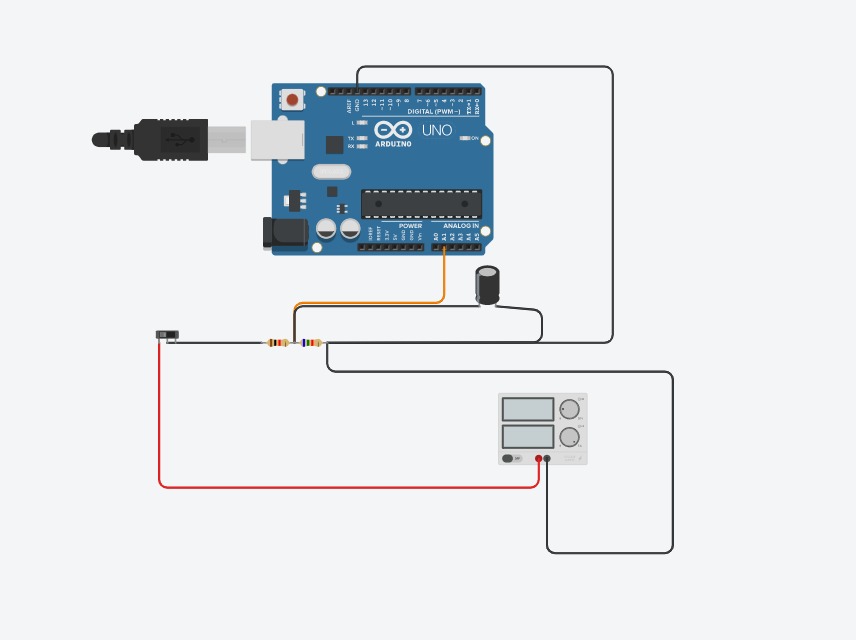 AREF
GND
13
12
~11
~10
~9
8
7
~6
~5
4
~3
2
TX→1
RX←0
DIGITAL (PWM~)
L
TX
RX
UNO
ON
ARDUINO
POWER
ANALOG IN
IOREF
RESET
3.3V
5V
GND
GND
Vin
A0
A1
A2
A3
A4
A5